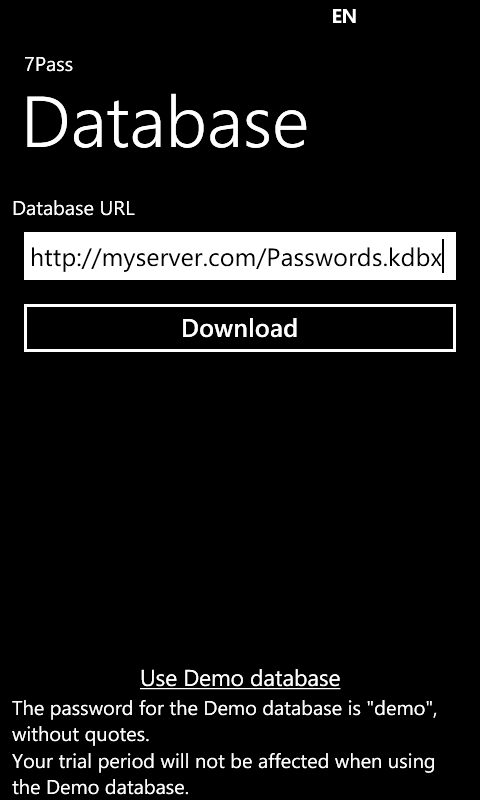 EN
7Pass
Database
Database URL
http://myserver.com/Passwords.kdbx
Download
Use Demo database
The password for the Demo database is "demo",
without quotes.
Your trial period will not be affected when using
the Demo database.